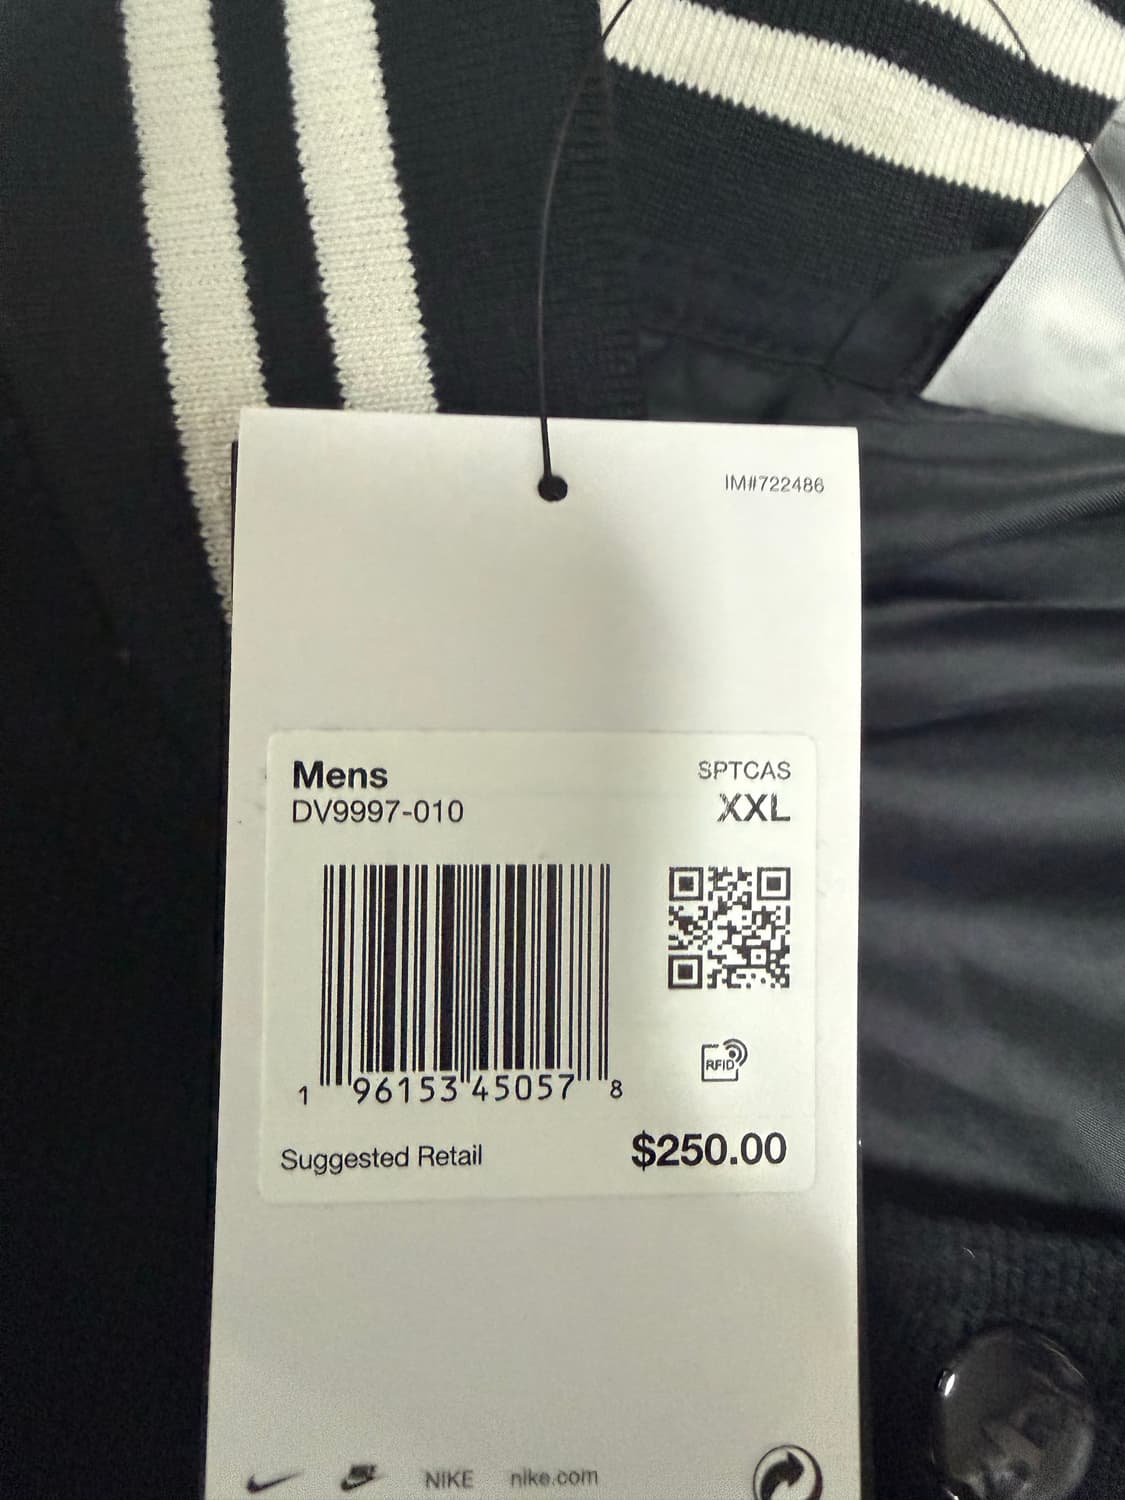 IM#722486
Mens
SPTCAS
DV9997-010
XXL
RFID
1 96153 45057 8
Suggested Retail
$250.00
NIKE nike.com